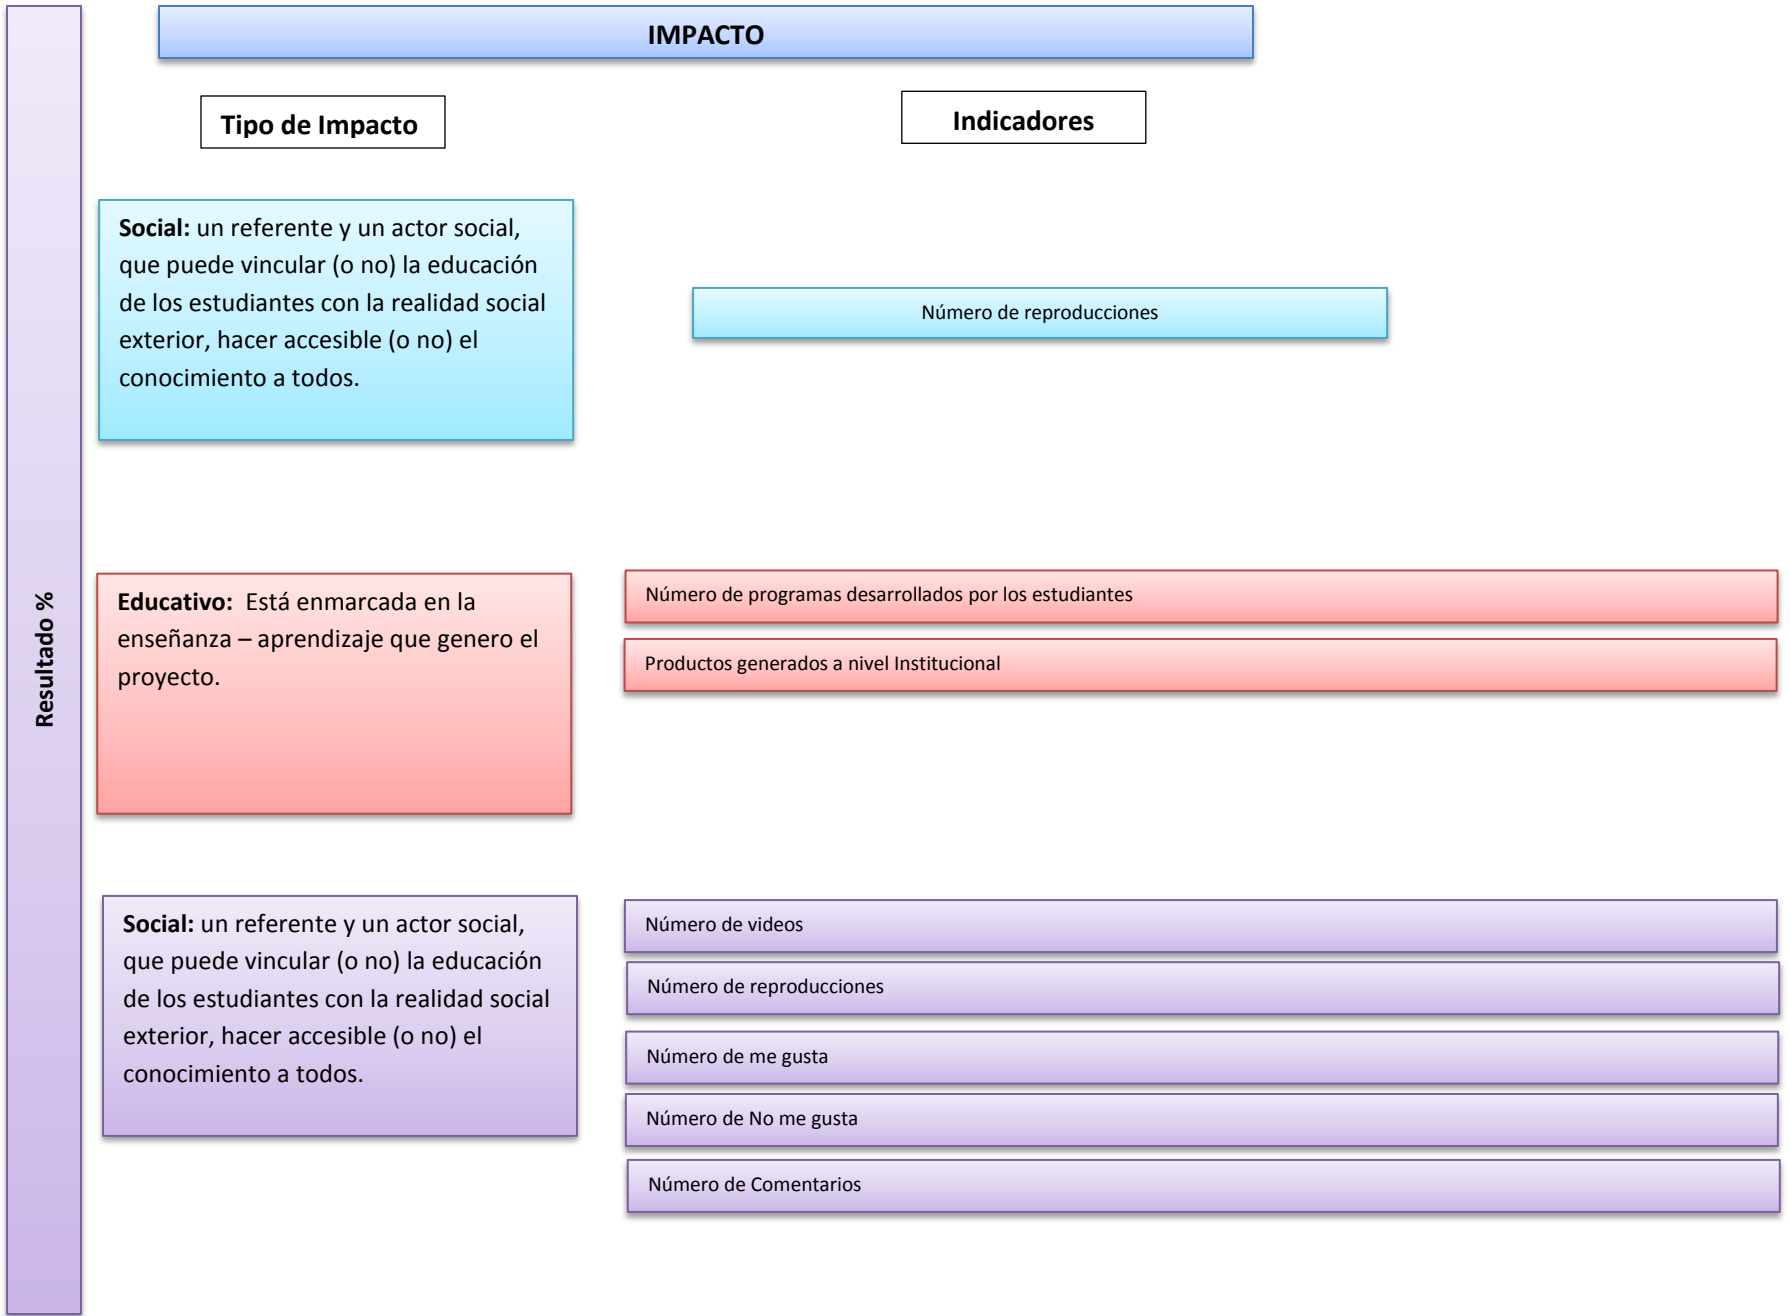 IMPACTO
Tipo de Impacto
Indicadores
Resultado %
Social: un referente y un actor social,
que puede vincular (o no) la educación
de los estudiantes con la realidad social
exterior, hacer accesible (o no) el
conocimiento a todos.
Número de reproducciones
Educativo: Está enmarcada en la
enseñanza – aprendizaje que genero el
proyecto.
Número de programas desarrollados por los estudiantes
Productos generados a nivel Institucional
Social: un referente y un actor social,
que puede vincular (o no) la educación
de los estudiantes con la realidad social
exterior, hacer accesible (o no) el
conocimiento a todos.
Número de videos
Número de reproducciones
Número de me gusta
Número de No me gusta
Número de Comentarios